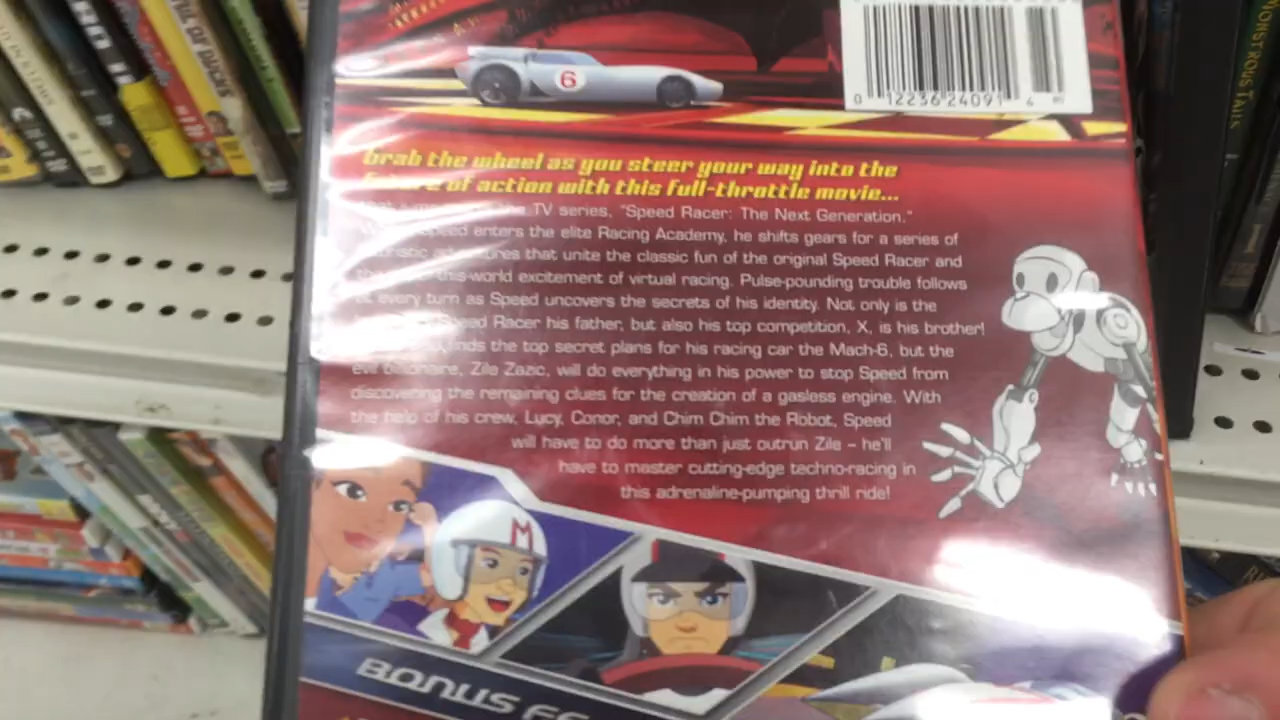 6
0 12236 24091 4
Grab the wheel as you steer your way into the
future of action with this full-throttle movie...
the TV series, "Speed Racer: The Next Generation."
Speed enters the elite Racing Academy, he shifts gears for a series of
that unite the classic fun of the original Speed Racer and
this-world excitement of virtual racing. Pulse-pounding trouble follows
every turn as Speed uncovers the secrets of his identity. Not only is the
Speed Racer his father, but also his top competition, X, is his brother!
finds the top secret plans for his racing car the Mach-6, but the
evil billionaire, Zile Zazic, will do everything in his power to stop Speed from
discovering the remaining clues for the creation of a gasless engine. With
the help of his crew, Lucy, Conor, and Chim Chim the Robot, Speed
will have to do more than just outrun Zile – he'll
have to master cutting-edge techno-racing in
this adrenaline-pumping thrill ride!
M
BONUS